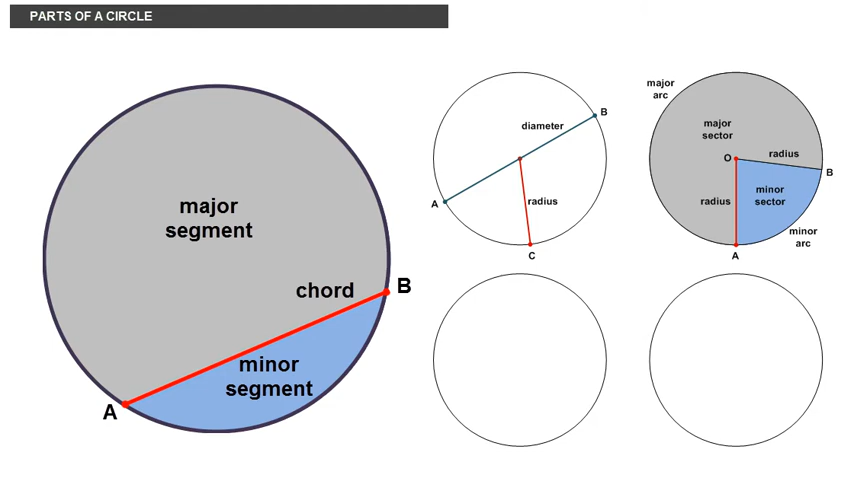 PARTS OF A CIRCLE
major
segment
chord
B
minor
segment
A
B
diameter
A
radius
C
major
arc
major
sector
O
radius
B
radius
minor
sector
minor
arc
A